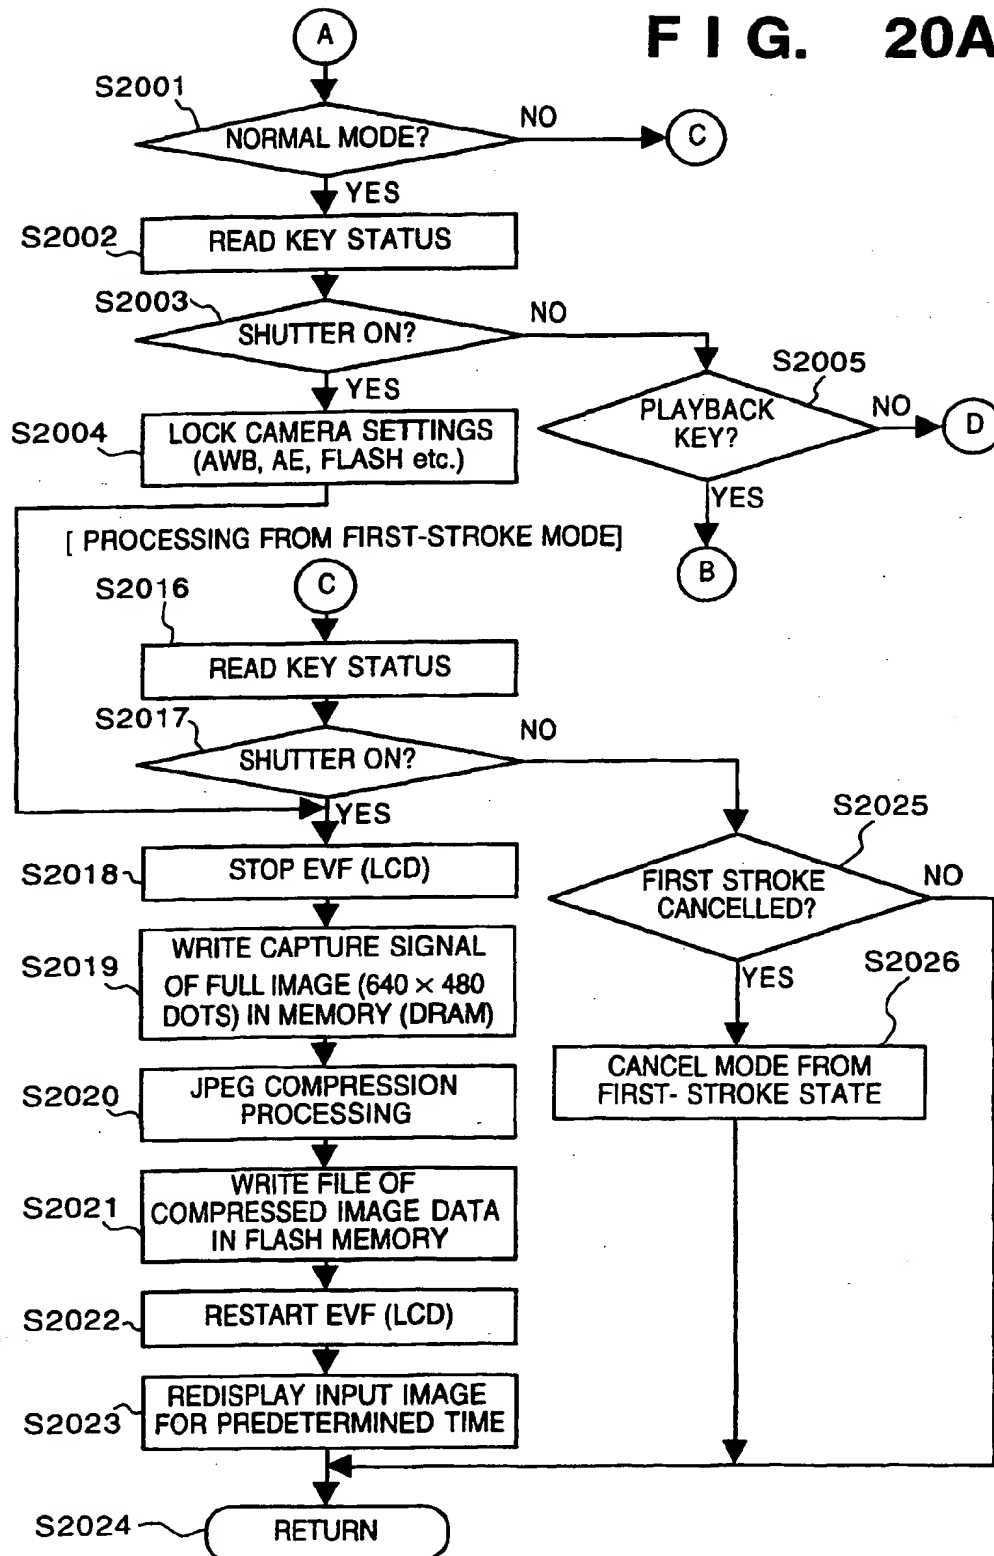 FIG. 20A
A
S2001
NORMAL MODE?
NO
C
YES
S2002
READ KEY STATUS
S2003
SHUTTER ON?
NO
YES
S2005
PLAYBACK
KEY?
NO
D
YES
B
S2004
LOCK CAMERA SETTINGS
(AWB, AE, FLASH etc.)
[ PROCESSING FROM FIRST-STROKE MODE]
C
S2016
READ KEY STATUS
S2017
SHUTTER ON?
NO
YES
S2025
FIRST STROKE
CANCELLED?
NO
YES
S2026
CANCEL MODE FROM
FIRST- STROKE STATE
S2018
STOP EVF (LCD)
S2019
WRITE CAPTURE SIGNAL
OF FULL IMAGE (640 × 480
DOTS) IN MEMORY (DRAM)
S2020
JPEG COMPRESSION
PROCESSING
S2021
WRITE FILE OF
COMPRESSED IMAGE DATA
IN FLASH MEMORY
S2022
RESTART EVF (LCD)
S2023
REDISPLAY INPUT IMAGE
FOR PREDETERMINED TIME
S2024
RETURN